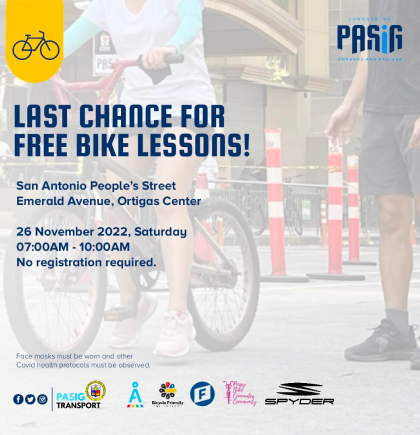 PASIG
LAST CHANCE FOR
FREE BIKE LESSONS!
San Antonio People's Street
Emerald Avenue, Ortigas Center
26 November 2022, Saturday
07:00AM - 10:00AM
No registration required.
Face masks must be worn and other
Covid health protocols must be observed.
PASIG
TRANSPORT
Bicycle Friendly
SPYDER